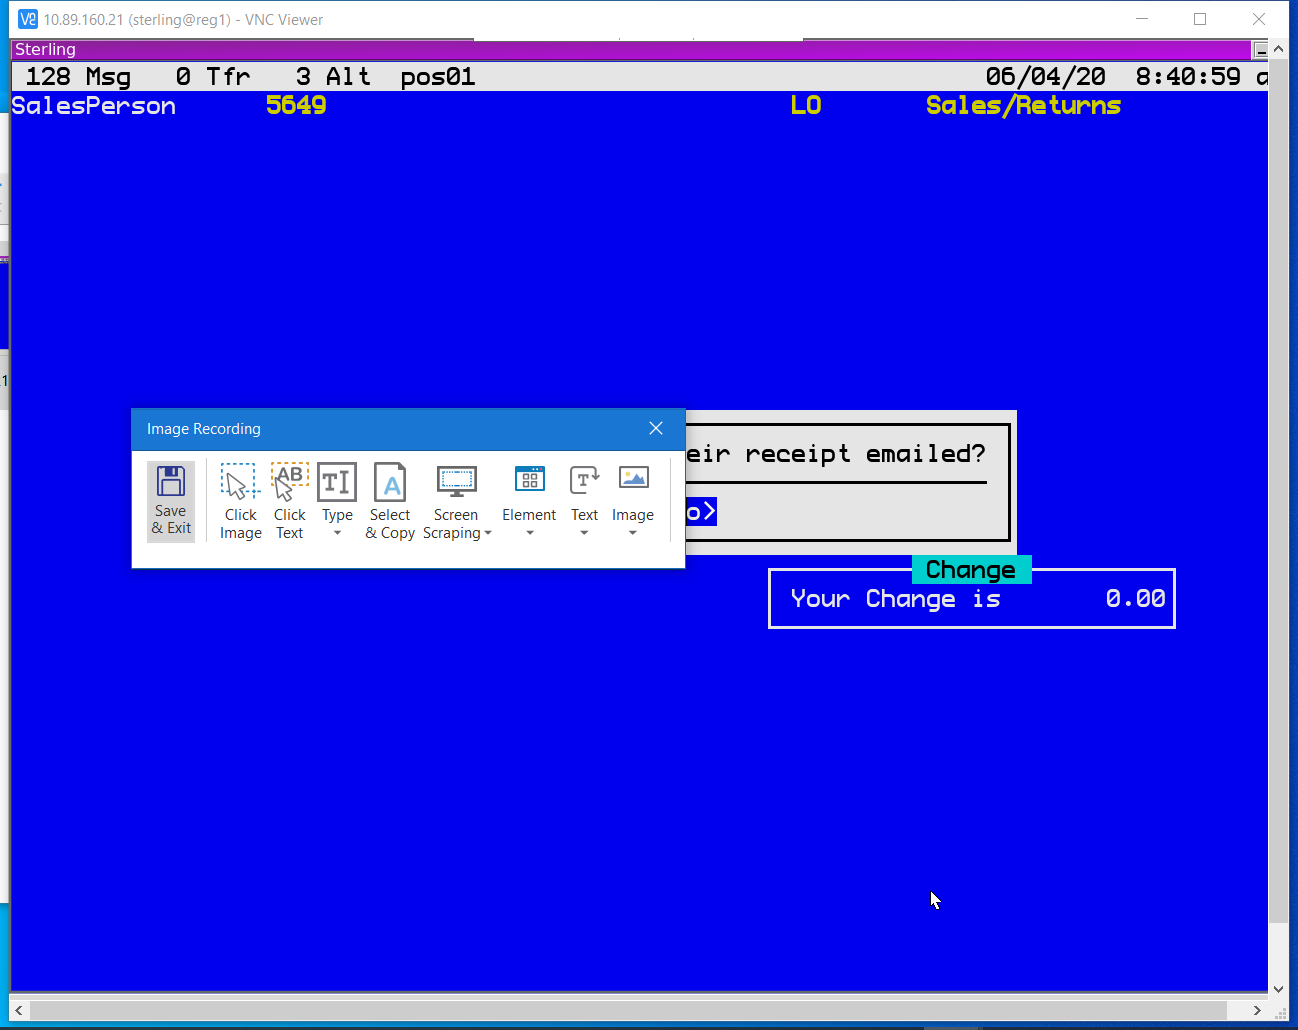 10.89.160.21 (sterling@reg1) - VNC Viewer
Sterling
128 Msg 0 Tfr 3 Alt pos01 06/04/20 8:40:59 a
SalesPerson 5649 LO Sales/Returns
Image Recording
eir receipt emailed?
o>
Save & Exit
Click Image
Click Text
AB
Type
TI
Select & Copy
A
Screen Scraping
Element
Text
T
Image
Change
Your Change is 0.00